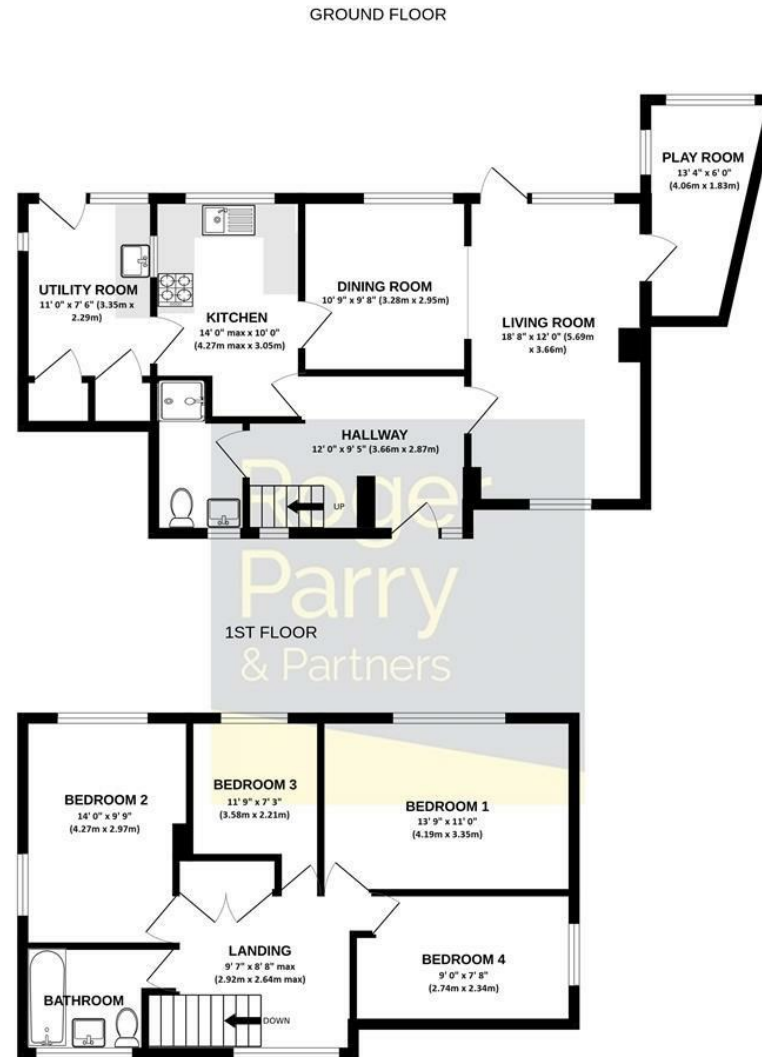 GROUND FLOOR
PLAY ROOM
13' 4" x 6' 0"
(4.06m x 1.83m)
UTILITY ROOM
11' 0" x 7' 6" (3.35m x
2.29m)
KITCHEN
14' 0" max x 10' 0"
(4.27m max x 3.05m)
DINING ROOM
10' 9" x 9' 8" (3.28m x 2.95m)
LIVING ROOM
18' 8" x 12' 0" (5.69m
x 3.66m)
HALLWAY
12' 0" x 9' 5" (3.66m x 2.87m)
UP
Roger
Parry
& Partners
1ST FLOOR
BEDROOM 2
14' 0" x 9' 9"
(4.27m x 2.97m)
BEDROOM 3
11' 9" x 7' 3"
(3.58m x 2.21m)
BEDROOM 1
13' 9" x 11' 0"
(4.19m x 3.35m)
LANDING
9' 7" x 8' 8" max
(2.92m x 2.64m max)
BEDROOM 4
9' 0" x 7' 8"
(2.74m x 2.34m)
BATHROOM
DOWN